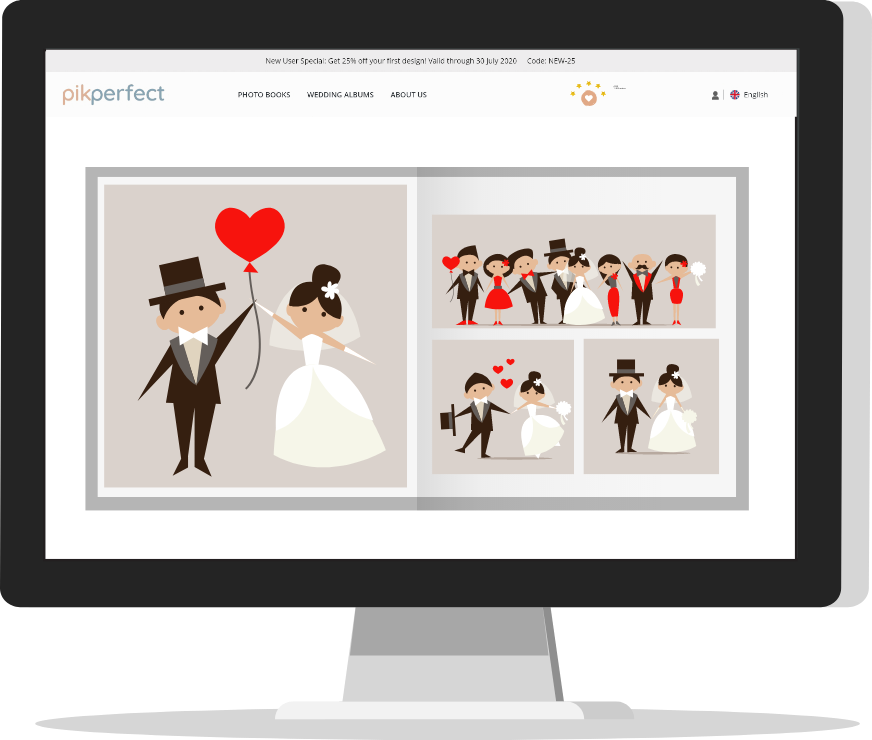 New User Special: Get 25% off your first design! Valid through 30 July 2020 Code: NEW-25
pikperfect
PHOTO BOOKS WEDDING ALBUMS ABOUT US
English